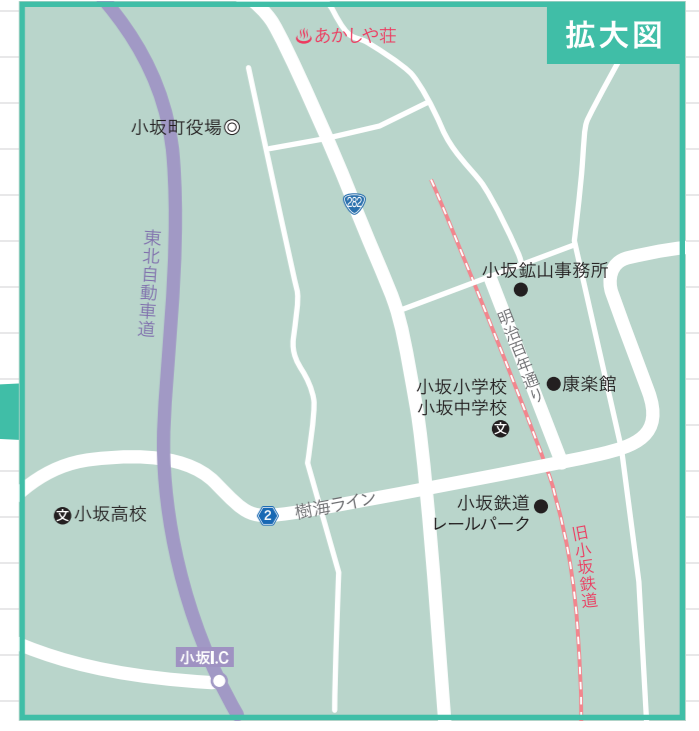 拡大図
あかしや荘
小坂町役場
282
東北自動車道
小坂鉱山事務所
明治百年通り
小坂小学校
小坂中学校
文
康楽館
樹海ライン
2
文
小坂高校
小坂鉄道
レールパーク
旧小坂鉄道
小坂I.C